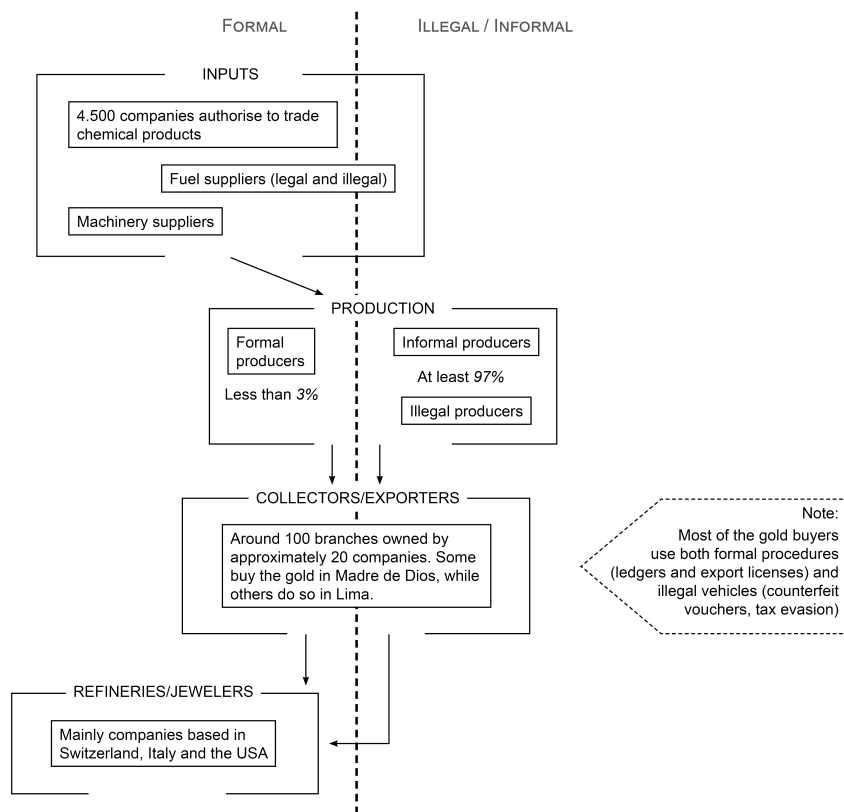 FORMAL
ILLEGAL / INFORMAL
INPUTS
4.500 companies authorise to trade
chemical products
Fuel suppliers (legal and illegal)
Machinery suppliers
PRODUCTION
Formal
producers
Less than 3%
Informal producers
At least 97%
Illegal producers
COLLECTORS/EXPORTERS
Around 100 branches owned by
approximately 20 companies. Some
buy the gold in Madre de Dios, while
others do so in Lima.
Note:
Most of the gold buyers
use both formal procedures
(ledgers and export licenses) and
illegal vehicles (counterfeit
vouchers, tax evasion)
REFINERIES/JEWELERS
Mainly companies based in
Switzerland, Italy and the USA